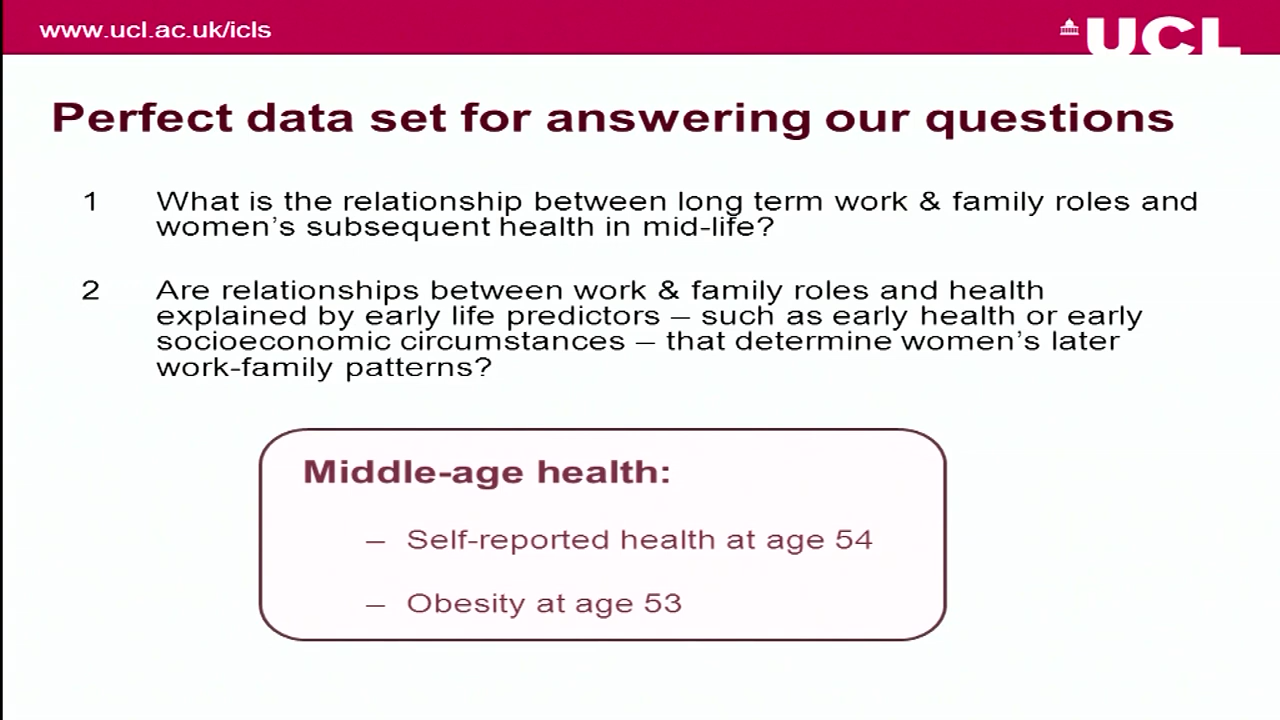 www.ucl.ac.uk/icls
UCL
Perfect data set for answering our questions
1 What is the relationship between long term work & family roles and
women's subsequent health in mid-life?
2 Are relationships between work & family roles and health
explained by early life predictors – such as early health or early
socioeconomic circumstances – that determine women's later
work-family patterns?
Middle-age health:
– Self-reported health at age 54
– Obesity at age 53